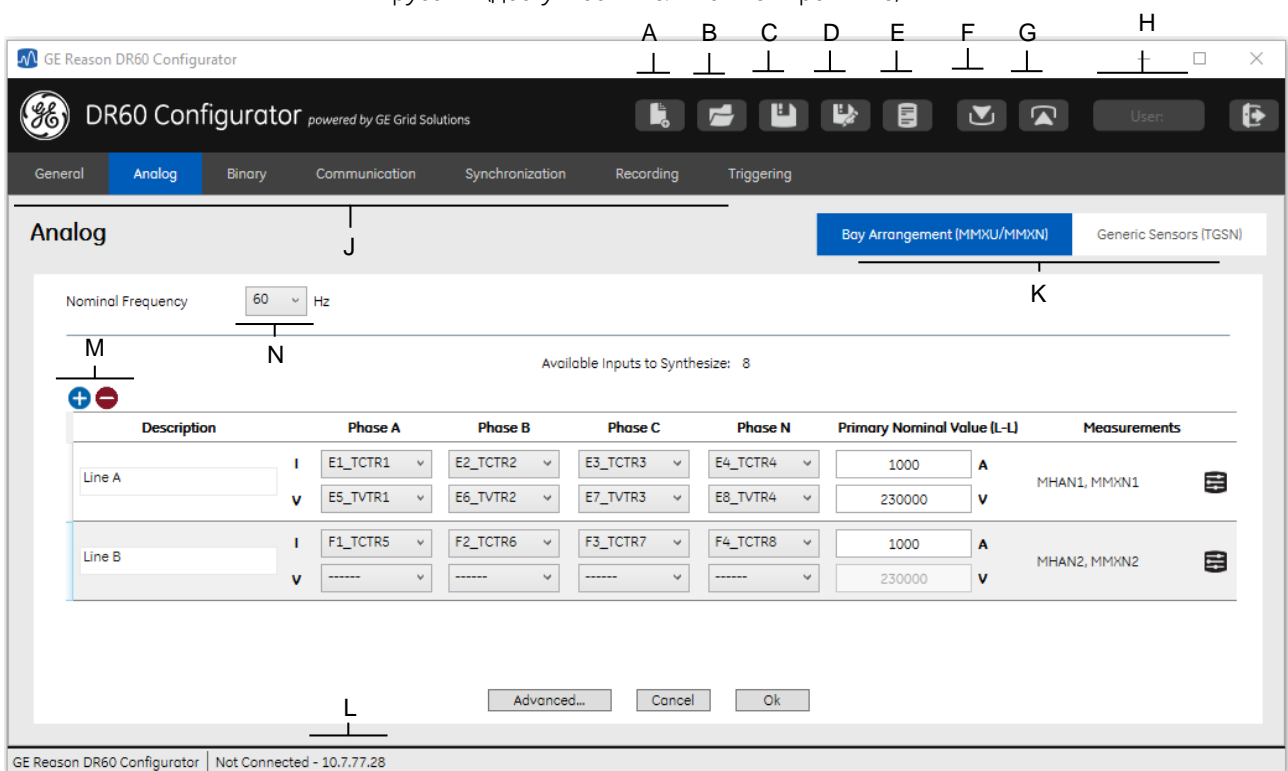 A B C D E F G H
GE Reason DR60 Configurator
DR60 Configurator powered by GE Grid Solutions
User:
General Analog Binary Communication Synchronization Recording Triggering
J
Analog
Bay Arrangement (MMXU/MMXN) Generic Sensors (TGSN)
K
Nominal Frequency 60 Hz
M N
Available Inputs to Synthesize: 8
Description Phase A Phase B Phase C Phase N Primary Nominal Value (L-L) Measurements
Line A
I E1_TCTR1 E2_TCTR2 E3_TCTR3 E4_TCTR4 1000 A
MHAN1, MMXN1
V E5_TVTR1 E6_TVTR2 E7_TVTR3 E8_TVTR4 230000 V
Line B
I F1_TCTR5 F2_TCTR6 F3_TCTR7 F4_TCTR8 1000 A
MHAN2, MMXN2
V ------ ------ ------ ------ 230000 V
Advanced... Cancel Ok
L
GE Reason DR60 Configurator Not Connected - 10.7.77.28